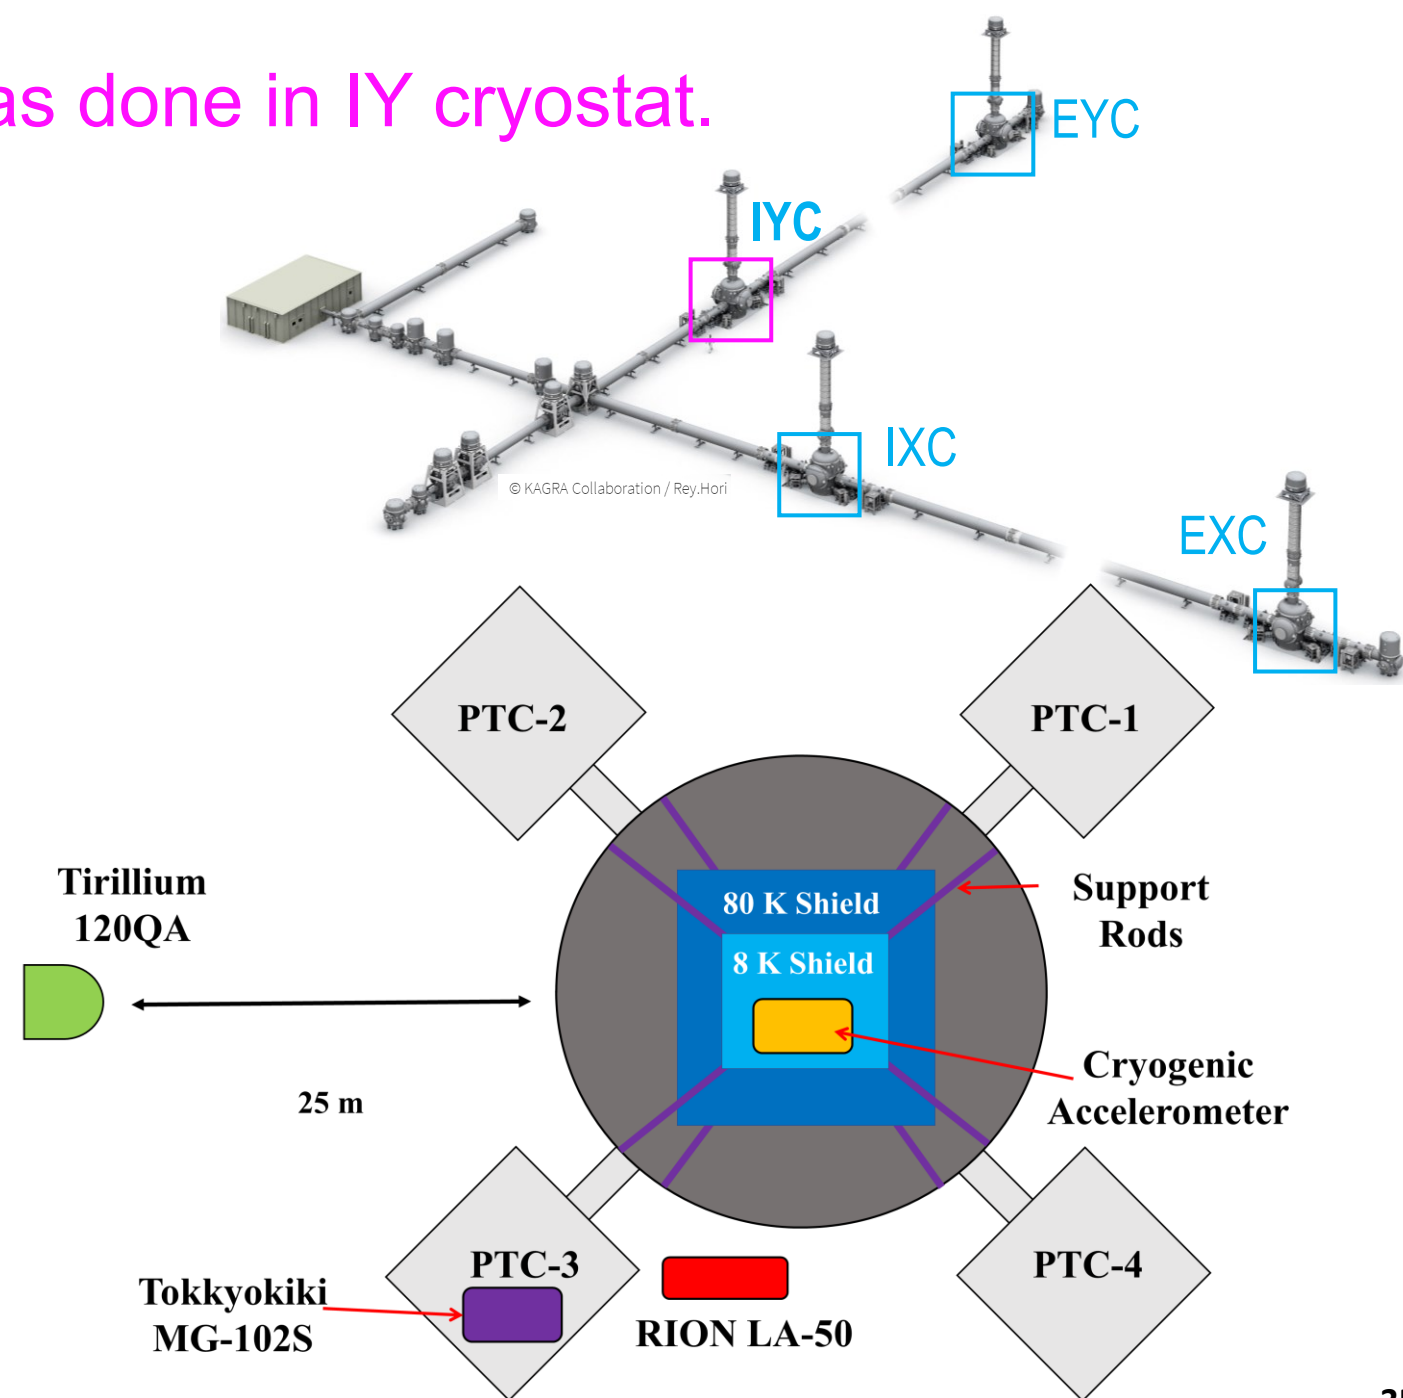 as done in IY cryostat.
EYC
IYC
IXC
© KAGRA Collaboration / Rey.Hori
EXC
PTC-2
PTC-1
Tirillium
120QA
80 K Shield
Support
Rods
8 K Shield
25 m
Cryogenic
Accelerometer
PTC-3
PTC-4
Tokkyokiki
MG-102S
RION LA-50